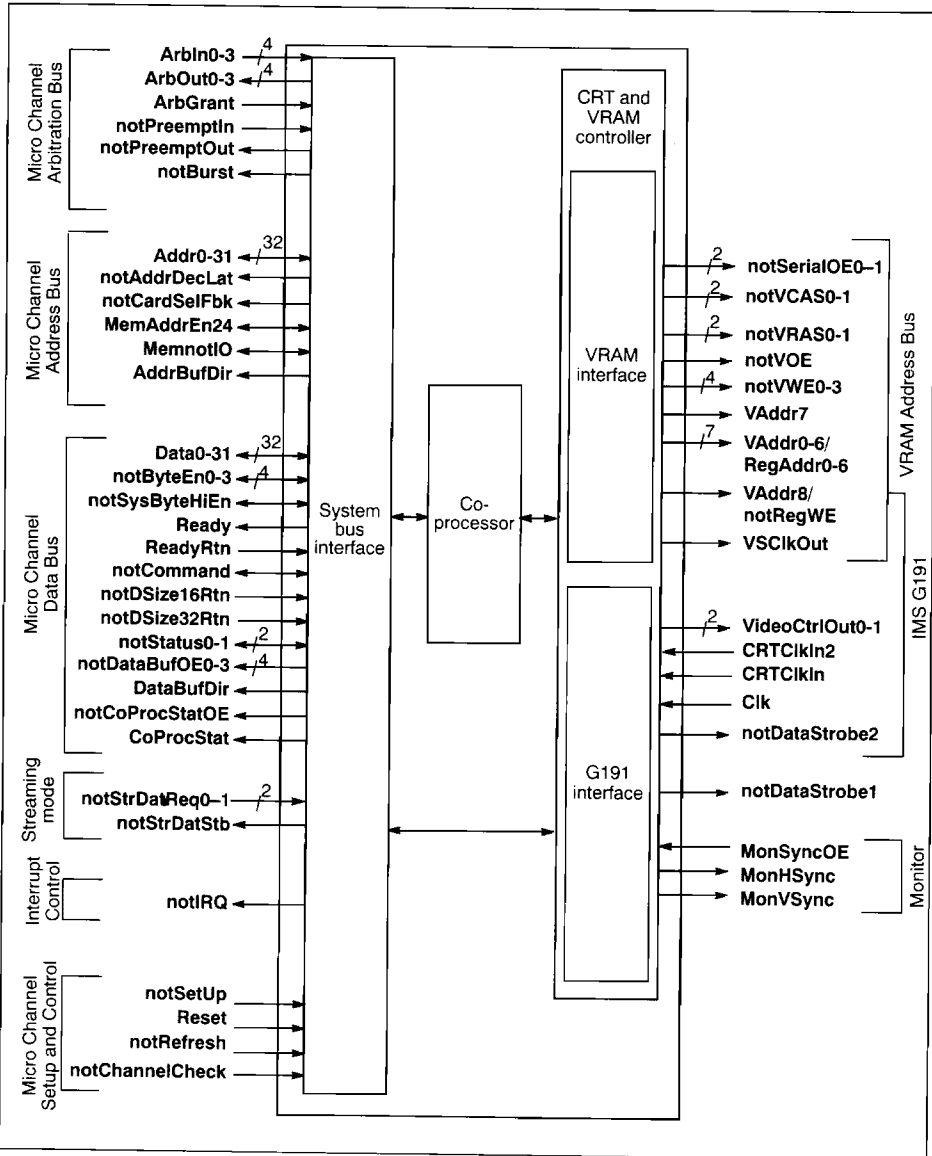 Micro Channel
Arbitration Bus
ArbIn0-3
4
ArbOut0-3
4
ArbGrant
notPreemptIn
notPreemptOut
notBurst
Micro Channel
Address Bus
Addr0-31
32
notAddrDecLat
notCardSelFbk
MemAddrEn24
MemnotIO
AddrBufDir
Micro Channel
Data Bus
Data0-31
32
notByteEn0-3
4
notSysByteHiEn
Ready
ReadyRtn
notCommand
notDSize16Rtn
notDSize32Rtn
notStatus0-1
2
notDataBufOE0-3
4
DataBufDir
notCoProcStatOE
CoProcStat
Streaming
mode
notStrDatReq0–1
2
notStrDatStb
Interrupt
Control
notIRQ
Micro Channel
Setup and Control
notSetUp
Reset
notRefresh
notChannelCheck
System
bus
interface
Co-
processor
CRT and
VRAM
controller
VRAM
interface
G191
interface
2
notSerialOE0–1
2
notVCAS0-1
2
notVRAS0-1
notVOE
4
notVWE0-3
VAddr7
7
VAddr0-6/
RegAddr0-6
VAddr8/
notRegWE
VSClkOut
VRAM Address Bus
2
VideoCtrlOut0-1
CRTClkIn2
CRTClkIn
Clk
notDataStrobe2
IMS G191
notDataStrobe1
MonSyncOE
MonHSync
MonVSync
Monitor